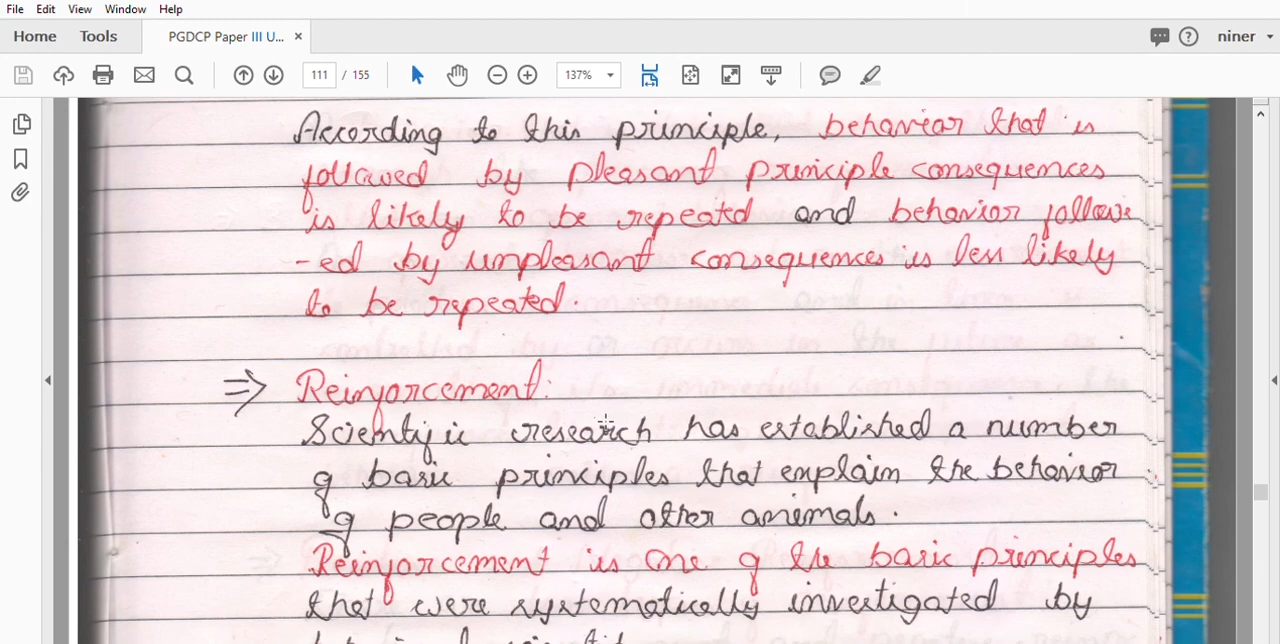 File Edit View Window Help
Home Tools PGDCP Paper III U... × niner
111 / 155 137%
According to this principle, behavior that is
followed by pleasant principle consequences
is likely to be repeated and behavior follow
-ed by unpleasant consequences is less likely
to be repeated.
⇒ Reinforcement:
Scientific research has established a number
of basic principles that explain the behavior
of people and other animals.
Reinforcement is one of the basic principles
that were systematically investigated by